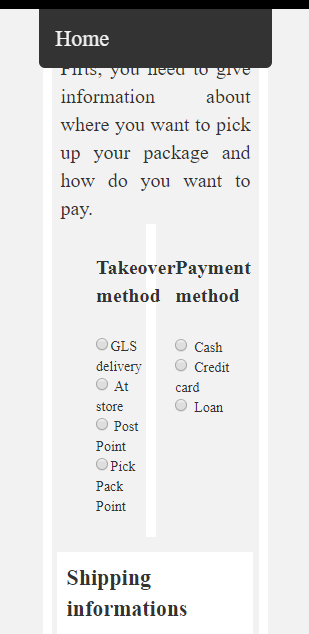 Home
Firts, you need to give
information about
where you want to pick
up your package and
how do you want to
pay.
Takeover
method
GLS
delivery
At
store
Post
Point
Pick
Pack
Point
Payment
method
Cash
Credit
card
Loan
Shipping
informations